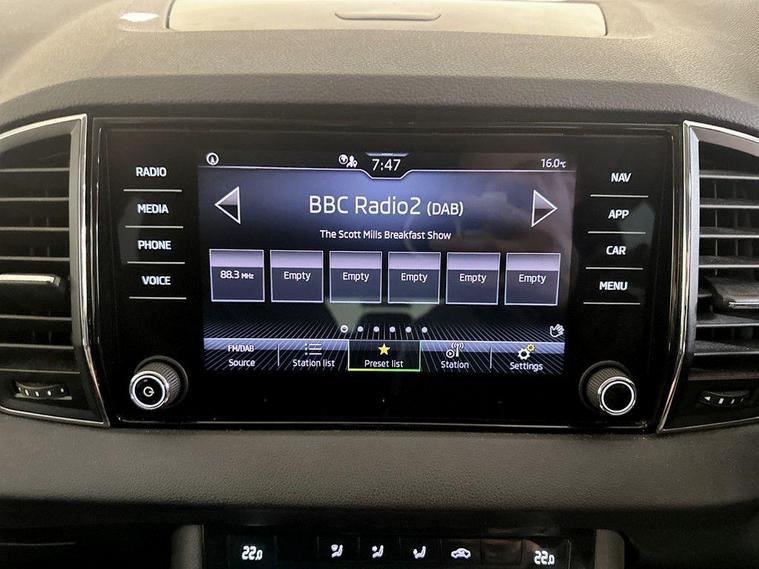 RADIO
MEDIA
PHONE
VOICE
7:47
16.0°C
BBC Radio2 (DAB)
The Scott Mills Breakfast Show
88.3 MHz
Empty
Empty
Empty
Empty
Empty
FM/DAB
Source
Station list
Preset list
Station
Settings
NAV
APP
CAR
MENU
22.0
22.0